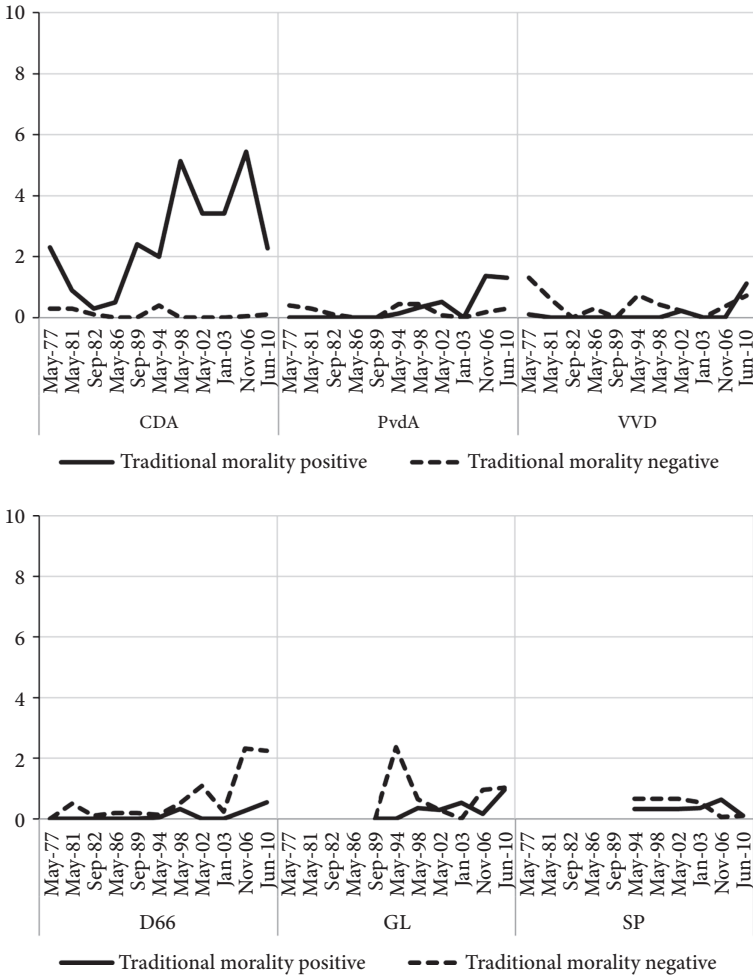 10
8
6
4
2
0
May-77
May-81
Sep-82
May-86
Sep-89
May-94
May-98
May-02
Jan-03
Nov-06
Jun-10
May-77
May-81
Sep-82
May-86
Sep-89
May-94
May-98
May-02
Jan-03
Nov-06
Jun-10
May-77
May-81
Sep-82
May-86
Sep-89
May-94
May-98
May-02
Jan-03
Nov-06
Jun-10
CDA PvdA VVD
Traditional morality positive Traditional morality negative
10
8
6
4
2
0
May-77
May-81
Sep-82
May-86
Sep-89
May-94
May-98
May-02
Jan-03
Nov-06
Jun-10
May-77
May-81
Sep-82
May-86
Sep-89
May-94
May-98
May-02
Jan-03
Nov-06
Jun-10
May-77
May-81
Sep-82
May-86
Sep-89
May-94
May-98
May-02
Jan-03
Nov-06
Jun-10
D66 GL SP
Traditional morality positive Traditional morality negative